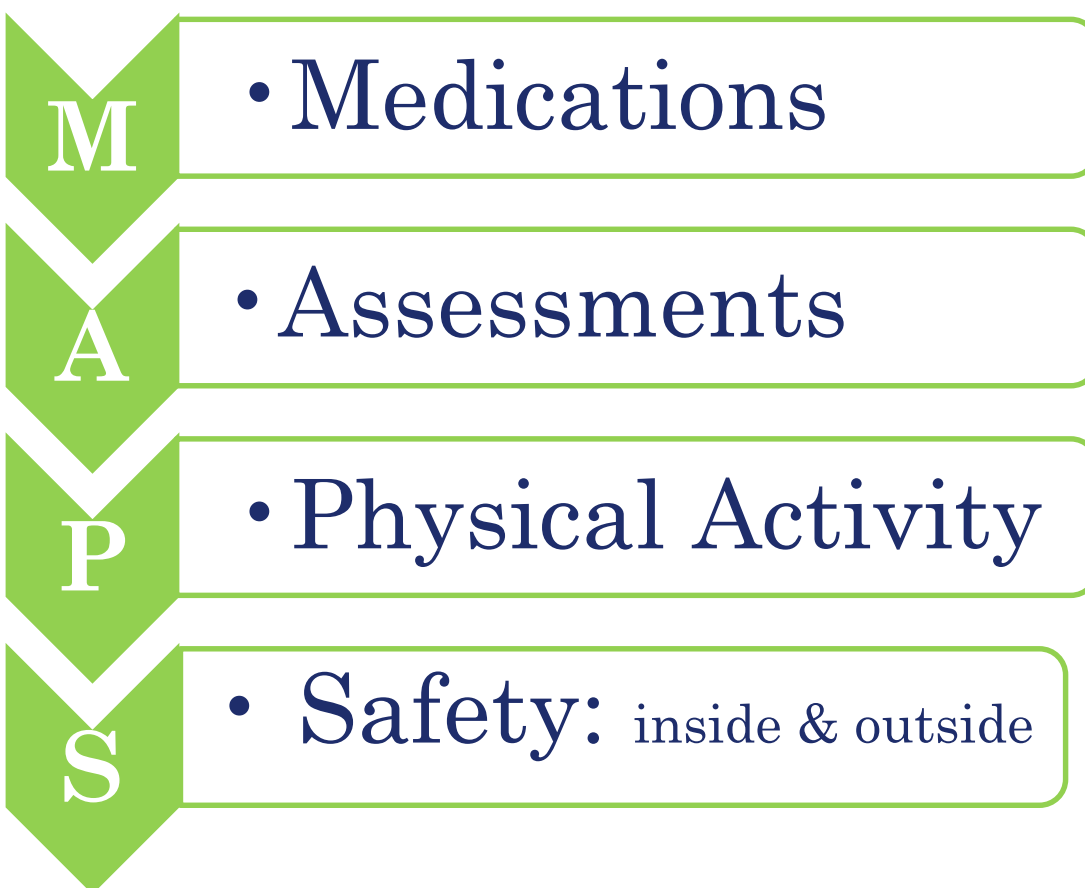 M
• Medications
A
• Assessments
P
• Physical Activity
S
• Safety: inside & outside